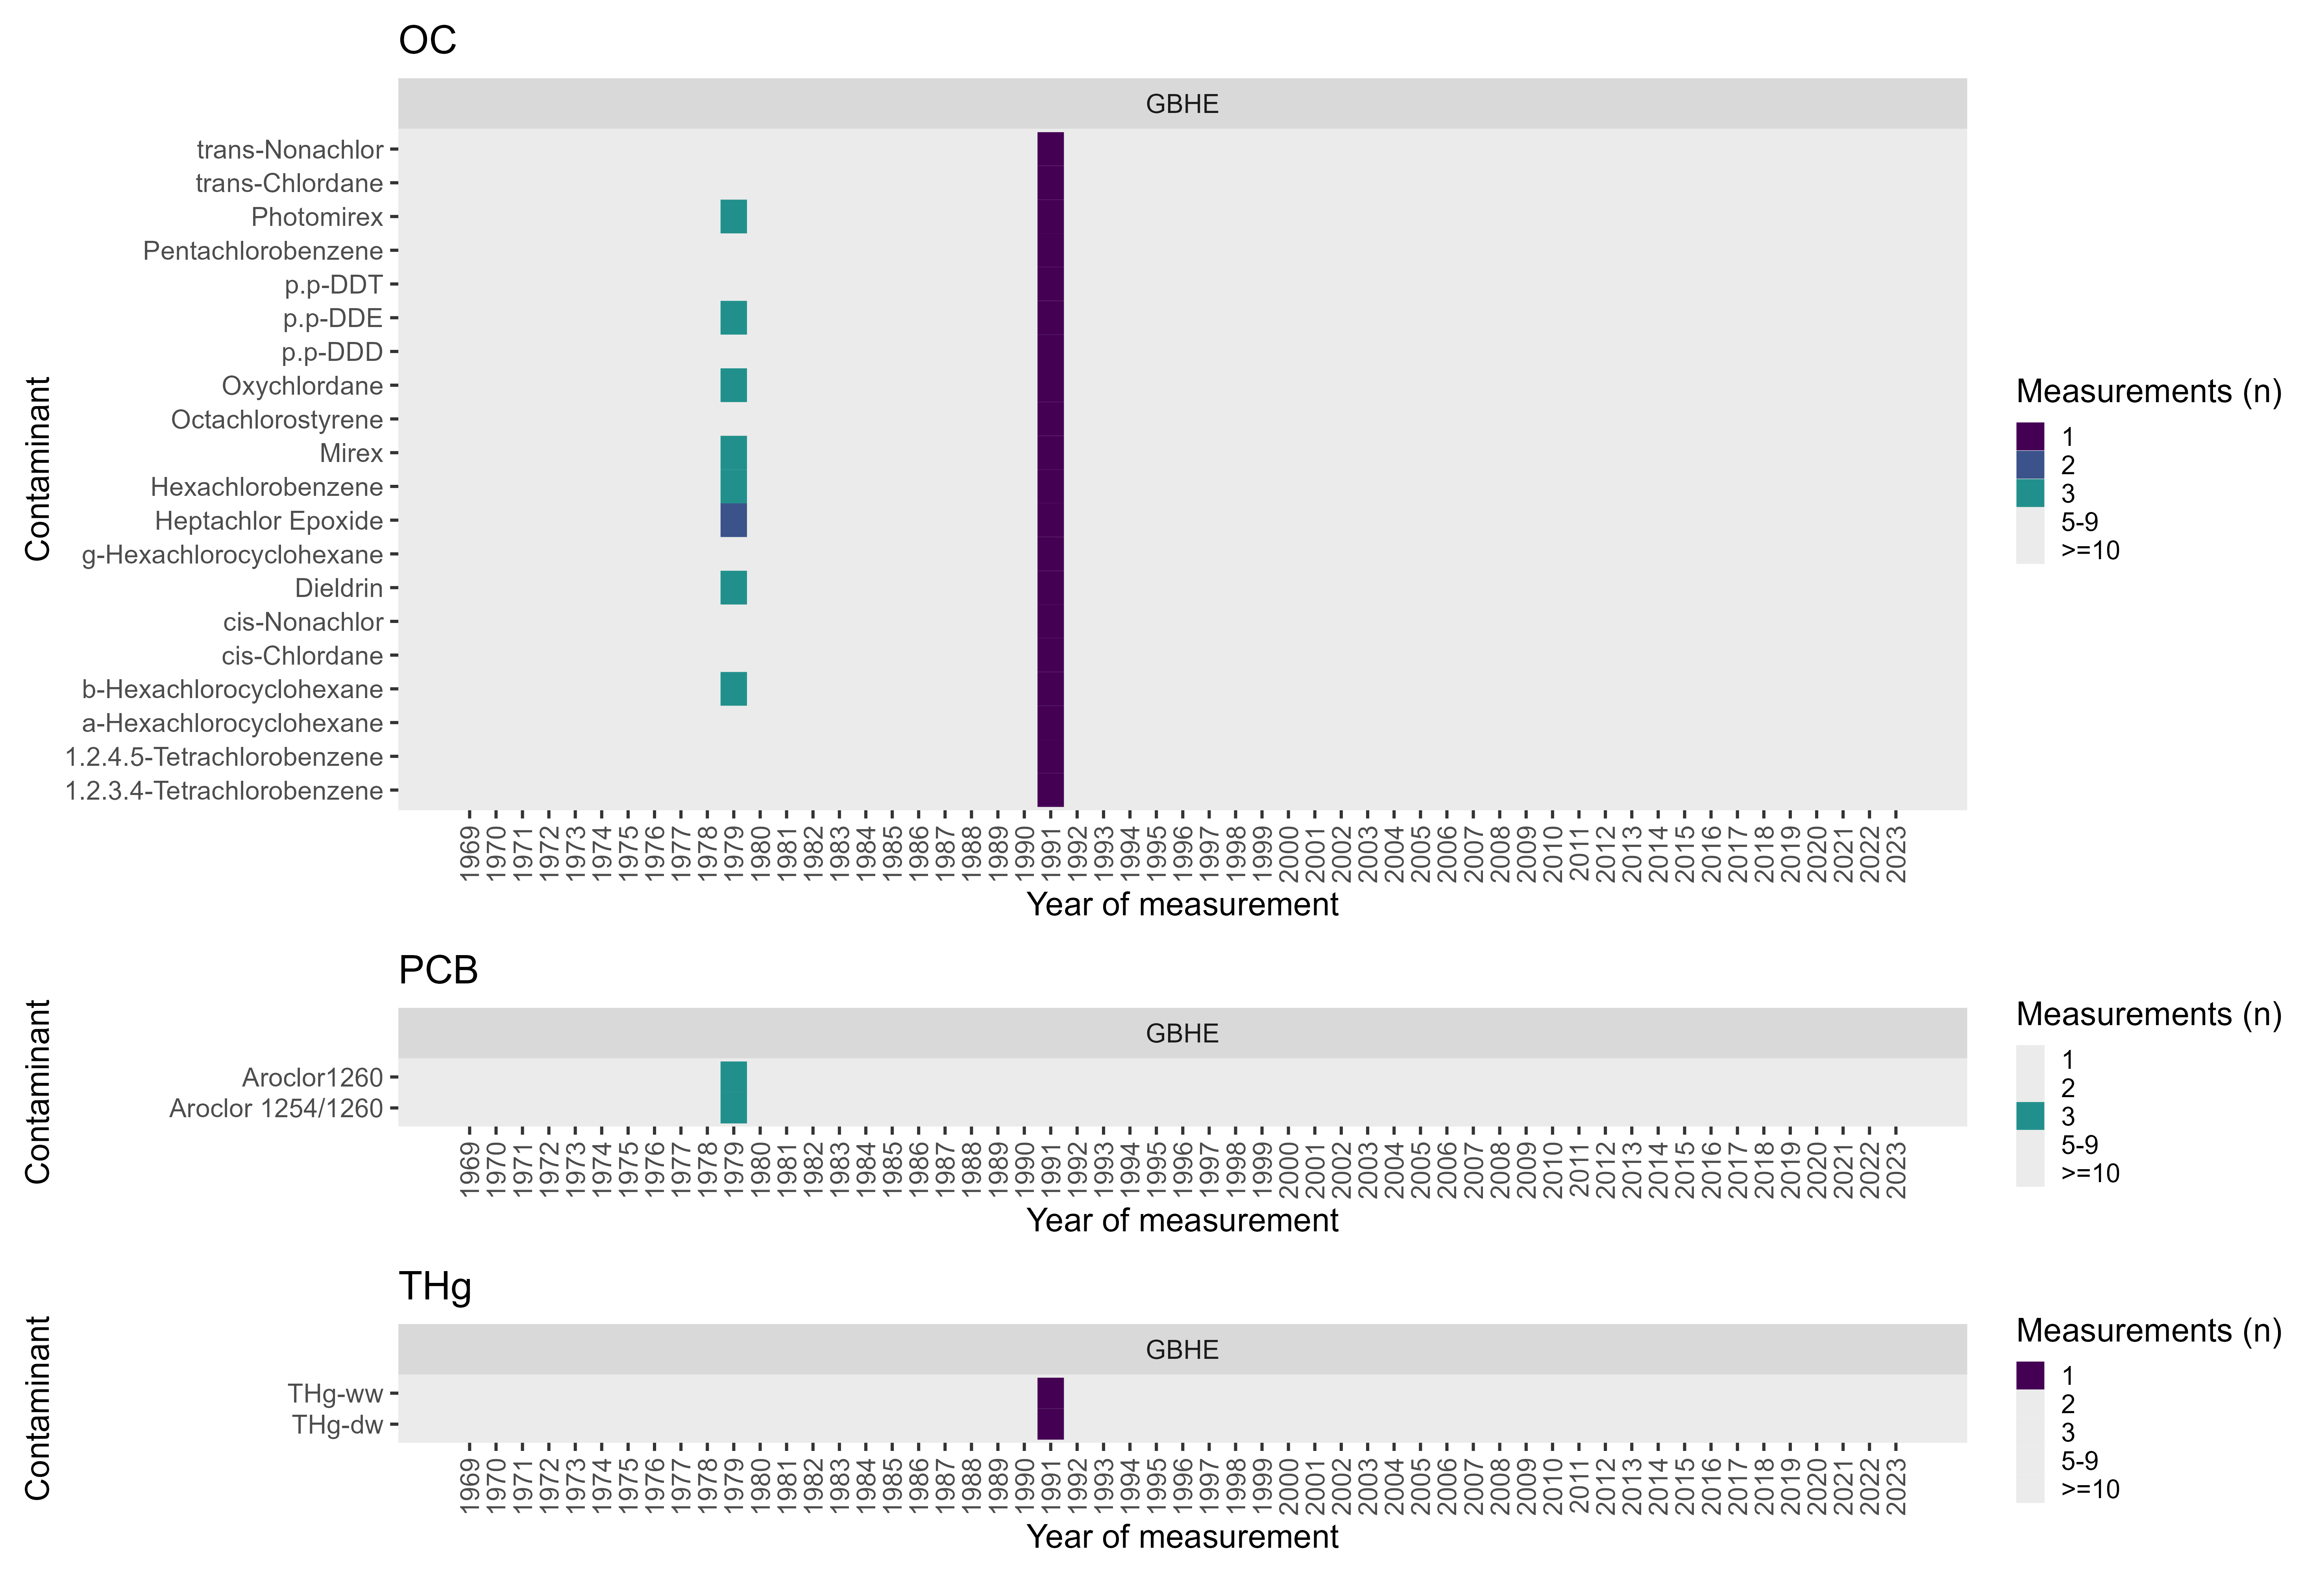 OC
GBHE
Contaminant
trans-Nonachlor
trans-Chlordane
Photomirex
Pentachlorobenzene
p.p-DDT
p.p-DDE
p.p-DDD
Oxychlordane
Octachlorostyrene
Mirex
Hexachlorobenzene
Heptachlor Epoxide
g-Hexachlorocyclohexane
Dieldrin
cis-Nonachlor
cis-Chlordane
b-Hexachlorocyclohexane
a-Hexachlorocyclohexane
1.2.4.5-Tetrachlorobenzene
1.2.3.4-Tetrachlorobenzene
1969 1970 1971 1972 1973 1974 1975 1976 1977 1978 1979 1980 1981 1982 1983 1984 1985 1986 1987 1988 1989 1990 1991 1992 1993 1994 1995 1996 1997 1998 1999 2000 2001 2002 2003 2004 2005 2006 2007 2008 2009 2010 2011 2012 2013 2014 2015 2016 2017 2018 2019 2020 2021 2022 2023
Year of measurement
Measurements (n)
1
2
3
5-9
>=10
PCB
GBHE
Contaminant
Aroclor1260
Aroclor 1254/1260
1969 1970 1971 1972 1973 1974 1975 1976 1977 1978 1979 1980 1981 1982 1983 1984 1985 1986 1987 1988 1989 1990 1991 1992 1993 1994 1995 1996 1997 1998 1999 2000 2001 2002 2003 2004 2005 2006 2007 2008 2009 2010 2011 2012 2013 2014 2015 2016 2017 2018 2019 2020 2021 2022 2023
Year of measurement
Measurements (n)
1
2
3
5-9
>=10
THg
GBHE
Contaminant
THg-ww
THg-dw
1969 1970 1971 1972 1973 1974 1975 1976 1977 1978 1979 1980 1981 1982 1983 1984 1985 1986 1987 1988 1989 1990 1991 1992 1993 1994 1995 1996 1997 1998 1999 2000 2001 2002 2003 2004 2005 2006 2007 2008 2009 2010 2011 2012 2013 2014 2015 2016 2017 2018 2019 2020 2021 2022 2023
Year of measurement
Measurements (n)
1
2
3
5-9
>=10